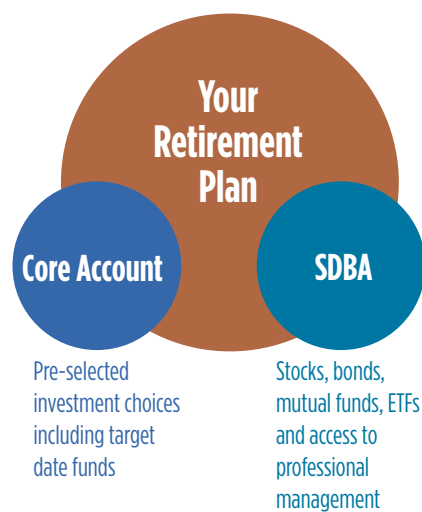 Your
Retirement
Plan
Core Account
SDBA
Pre-selected
investment choices
including target
date funds
Stocks, bonds,
mutual funds, ETFs
and access to
professional
management